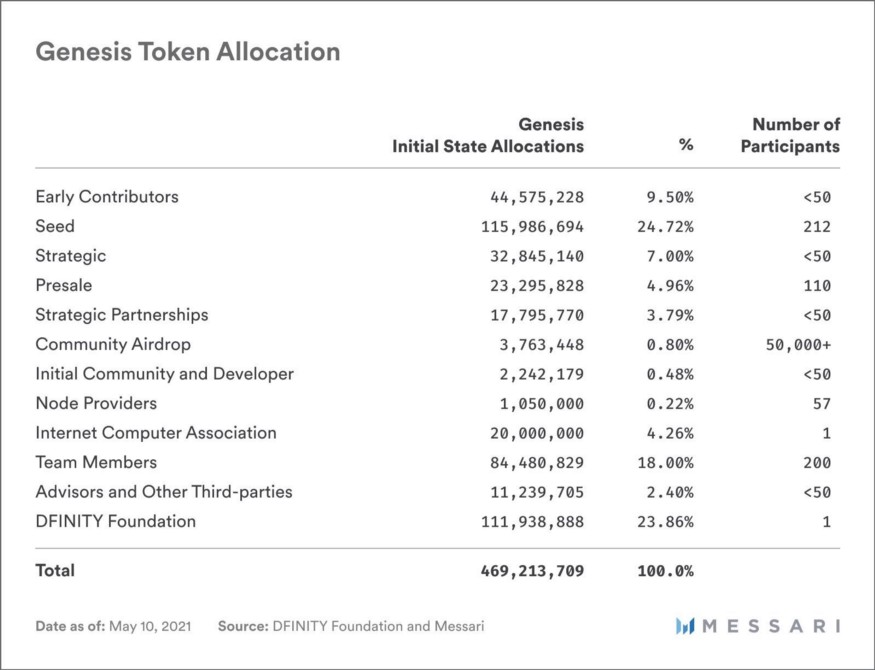 Genesis Token Allocation
Genesis Number of
Initial State Allocations % Participants
Early Contributors 44,575,228 9.50% <50
Seed 115,986,694 24.72% 212
Strategic 32,845,140 7.00% <50
Presale 23,295,828 4.96% 110
Strategic Partnerships 17,795,770 3.79% <50
Community Airdrop 3,763,448 0.80% 50,000+
Initial Community and Developer 2,242,179 0.48% <50
Node Providers 1,050,000 0.22% 57
Internet Computer Association 20,000,000 4.26% 1
Team Members 84,480,829 18.00% 200
Advisors and Other Third-parties 11,239,705 2.40% <50
DFINITY Foundation 111,938,888 23.86% 1
Total 469,213,709 100.0%
Date as of: May 10, 2021 Source: DFINITY Foundation and Messari MESSARI